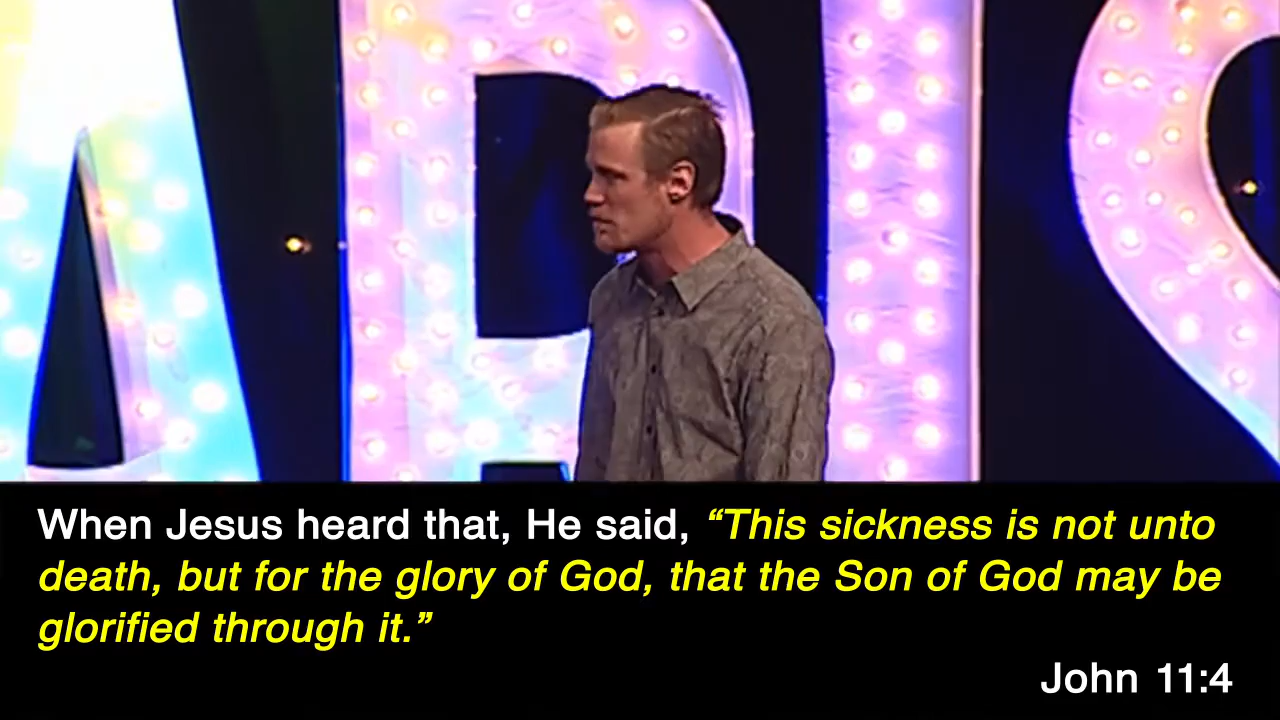 ARIS
When Jesus heard that, He said, “This sickness is not unto
death, but for the glory of God, that the Son of God may be
glorified through it.”
John 11:4